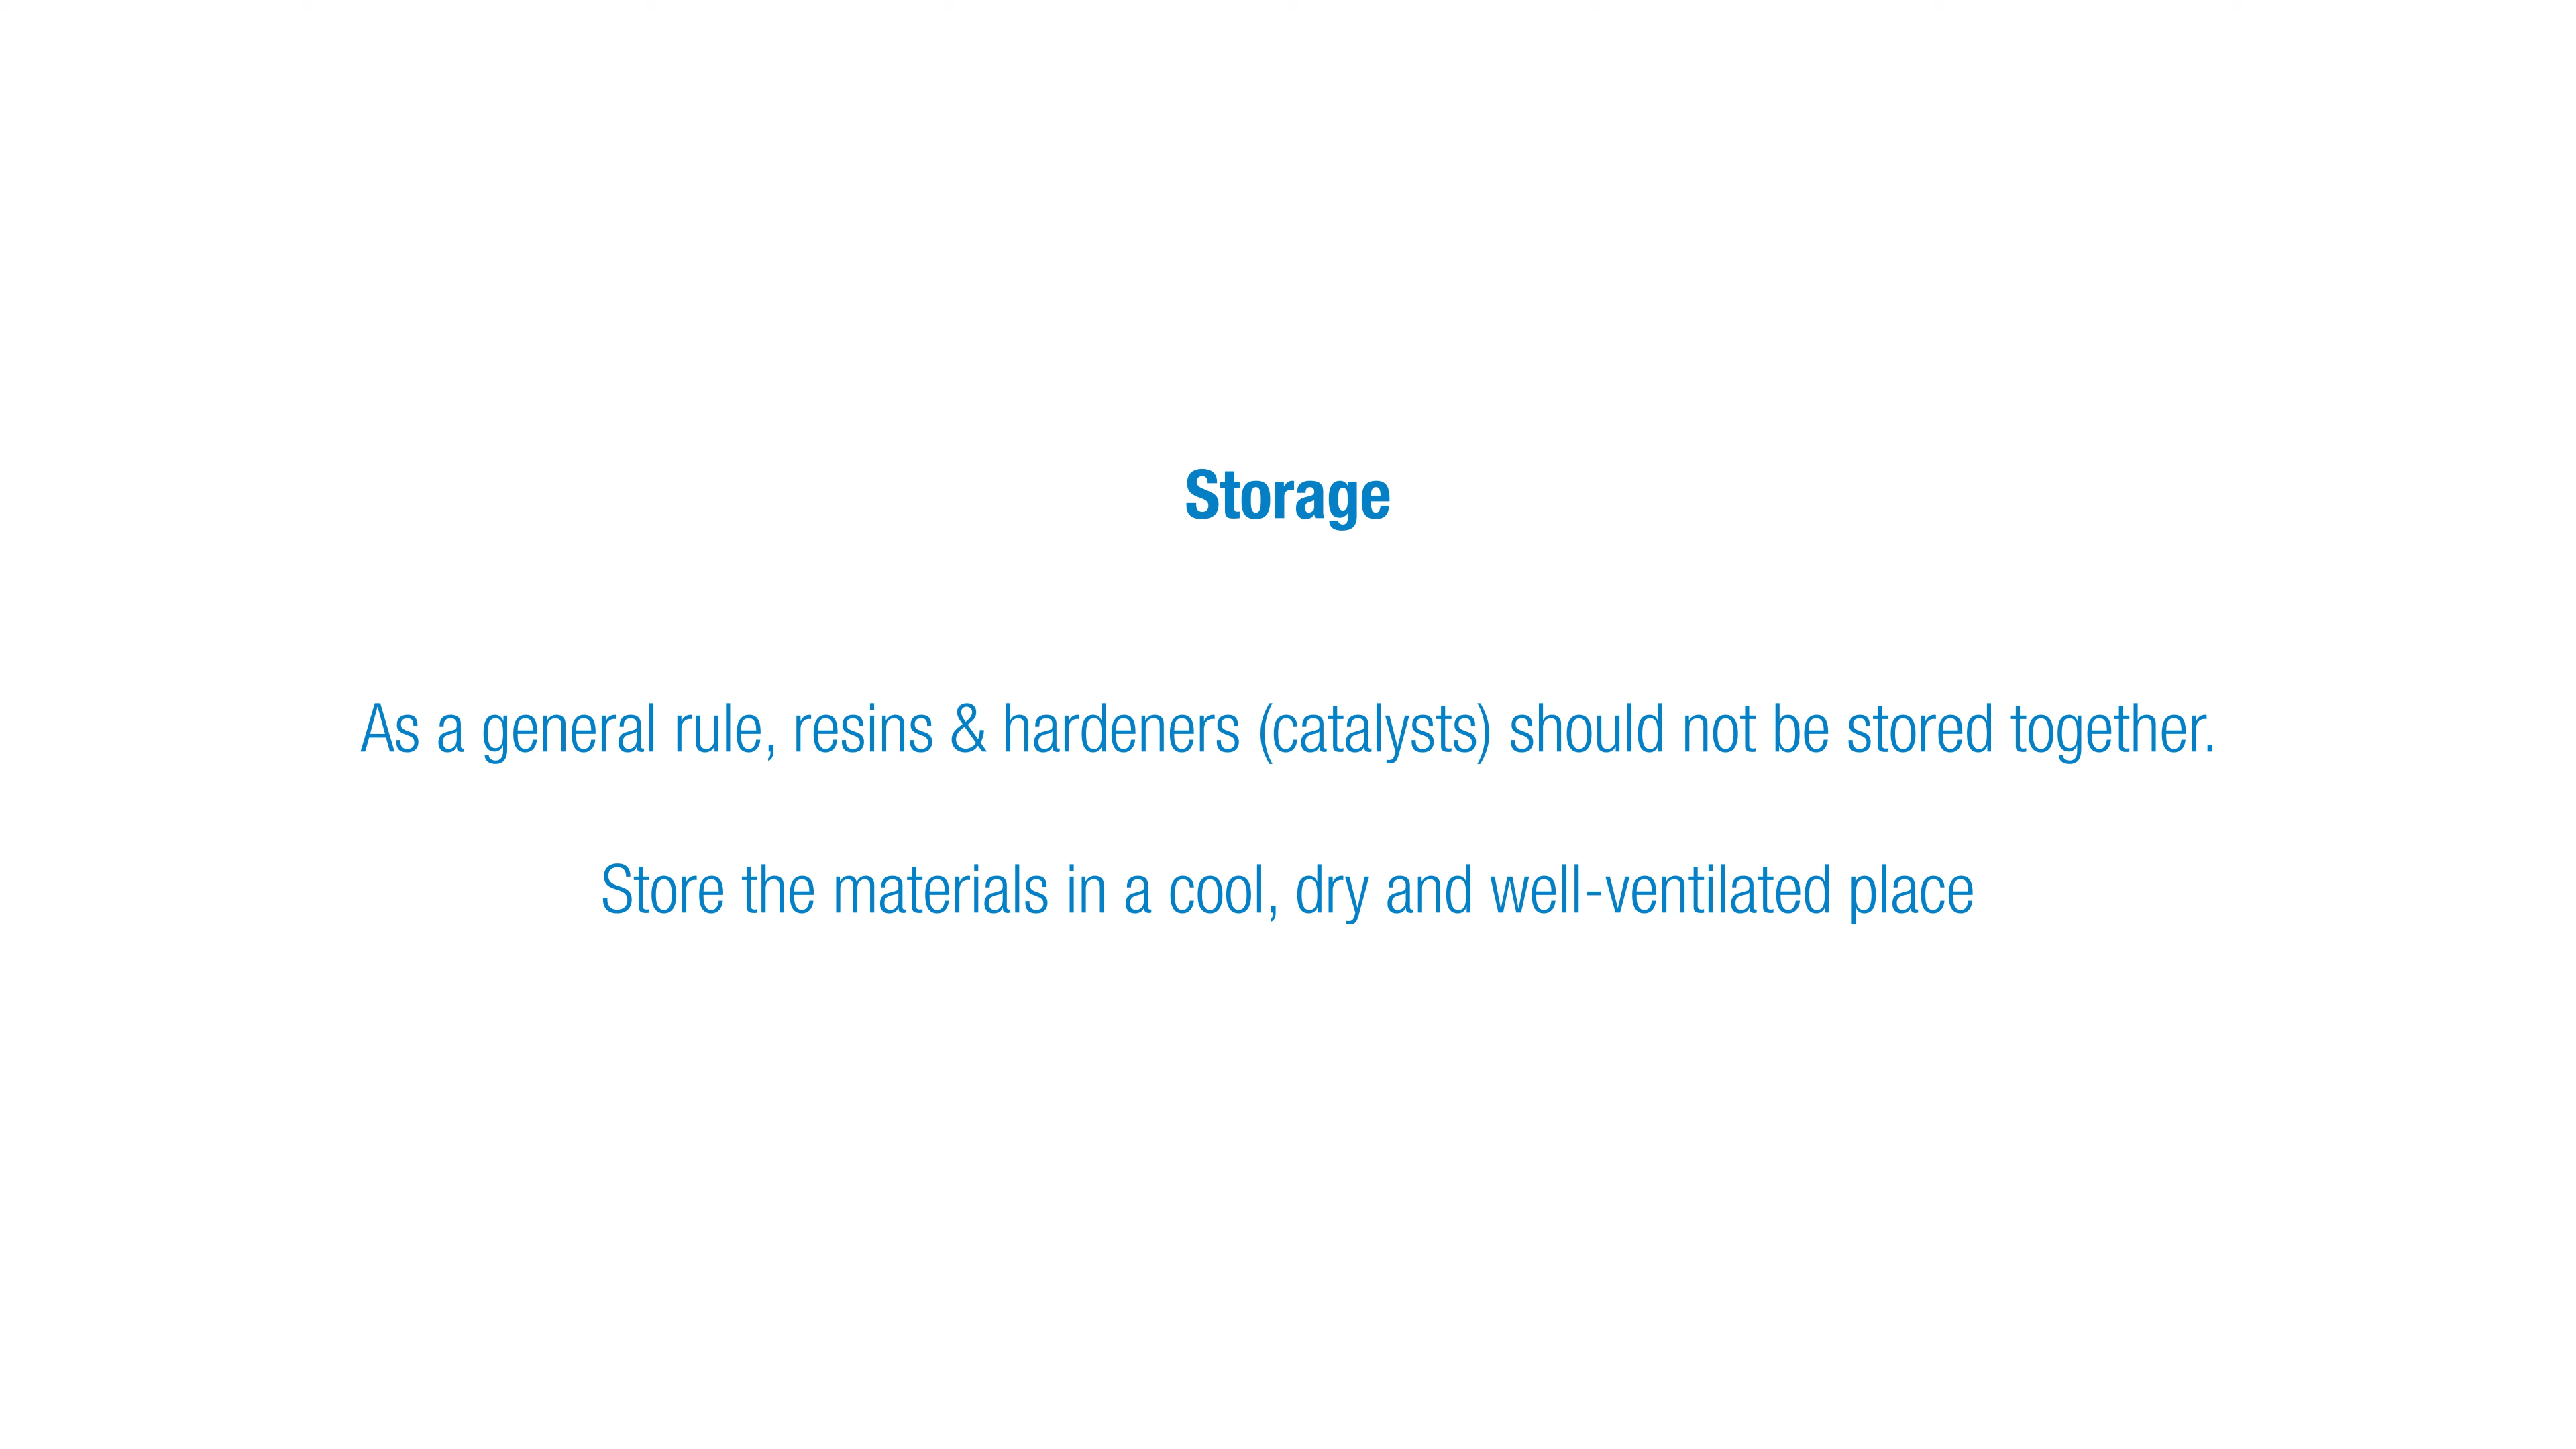 Storage
As a general rule, resins & hardeners (catalysts) should not be stored together.
Store the materials in a cool, dry and well-ventilated place